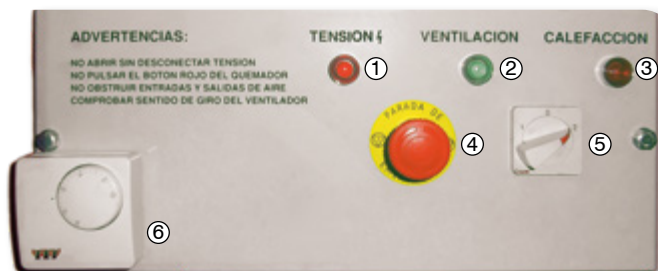 ADVERTENCIAS:
NO ABRIR SIN DESCONECTAR TENSION
NO PULSAR EL BOTON ROJO DEL QUEMADOR
NO OBSTRUIR ENTRADAS Y SALIDAS DE AIRE
COMPROBAR SENTIDO DE GIRO DEL VENTILADOR
TENSION
VENTILACION
CALEFACCION
1
2
3
PARADA DE
4
5
6